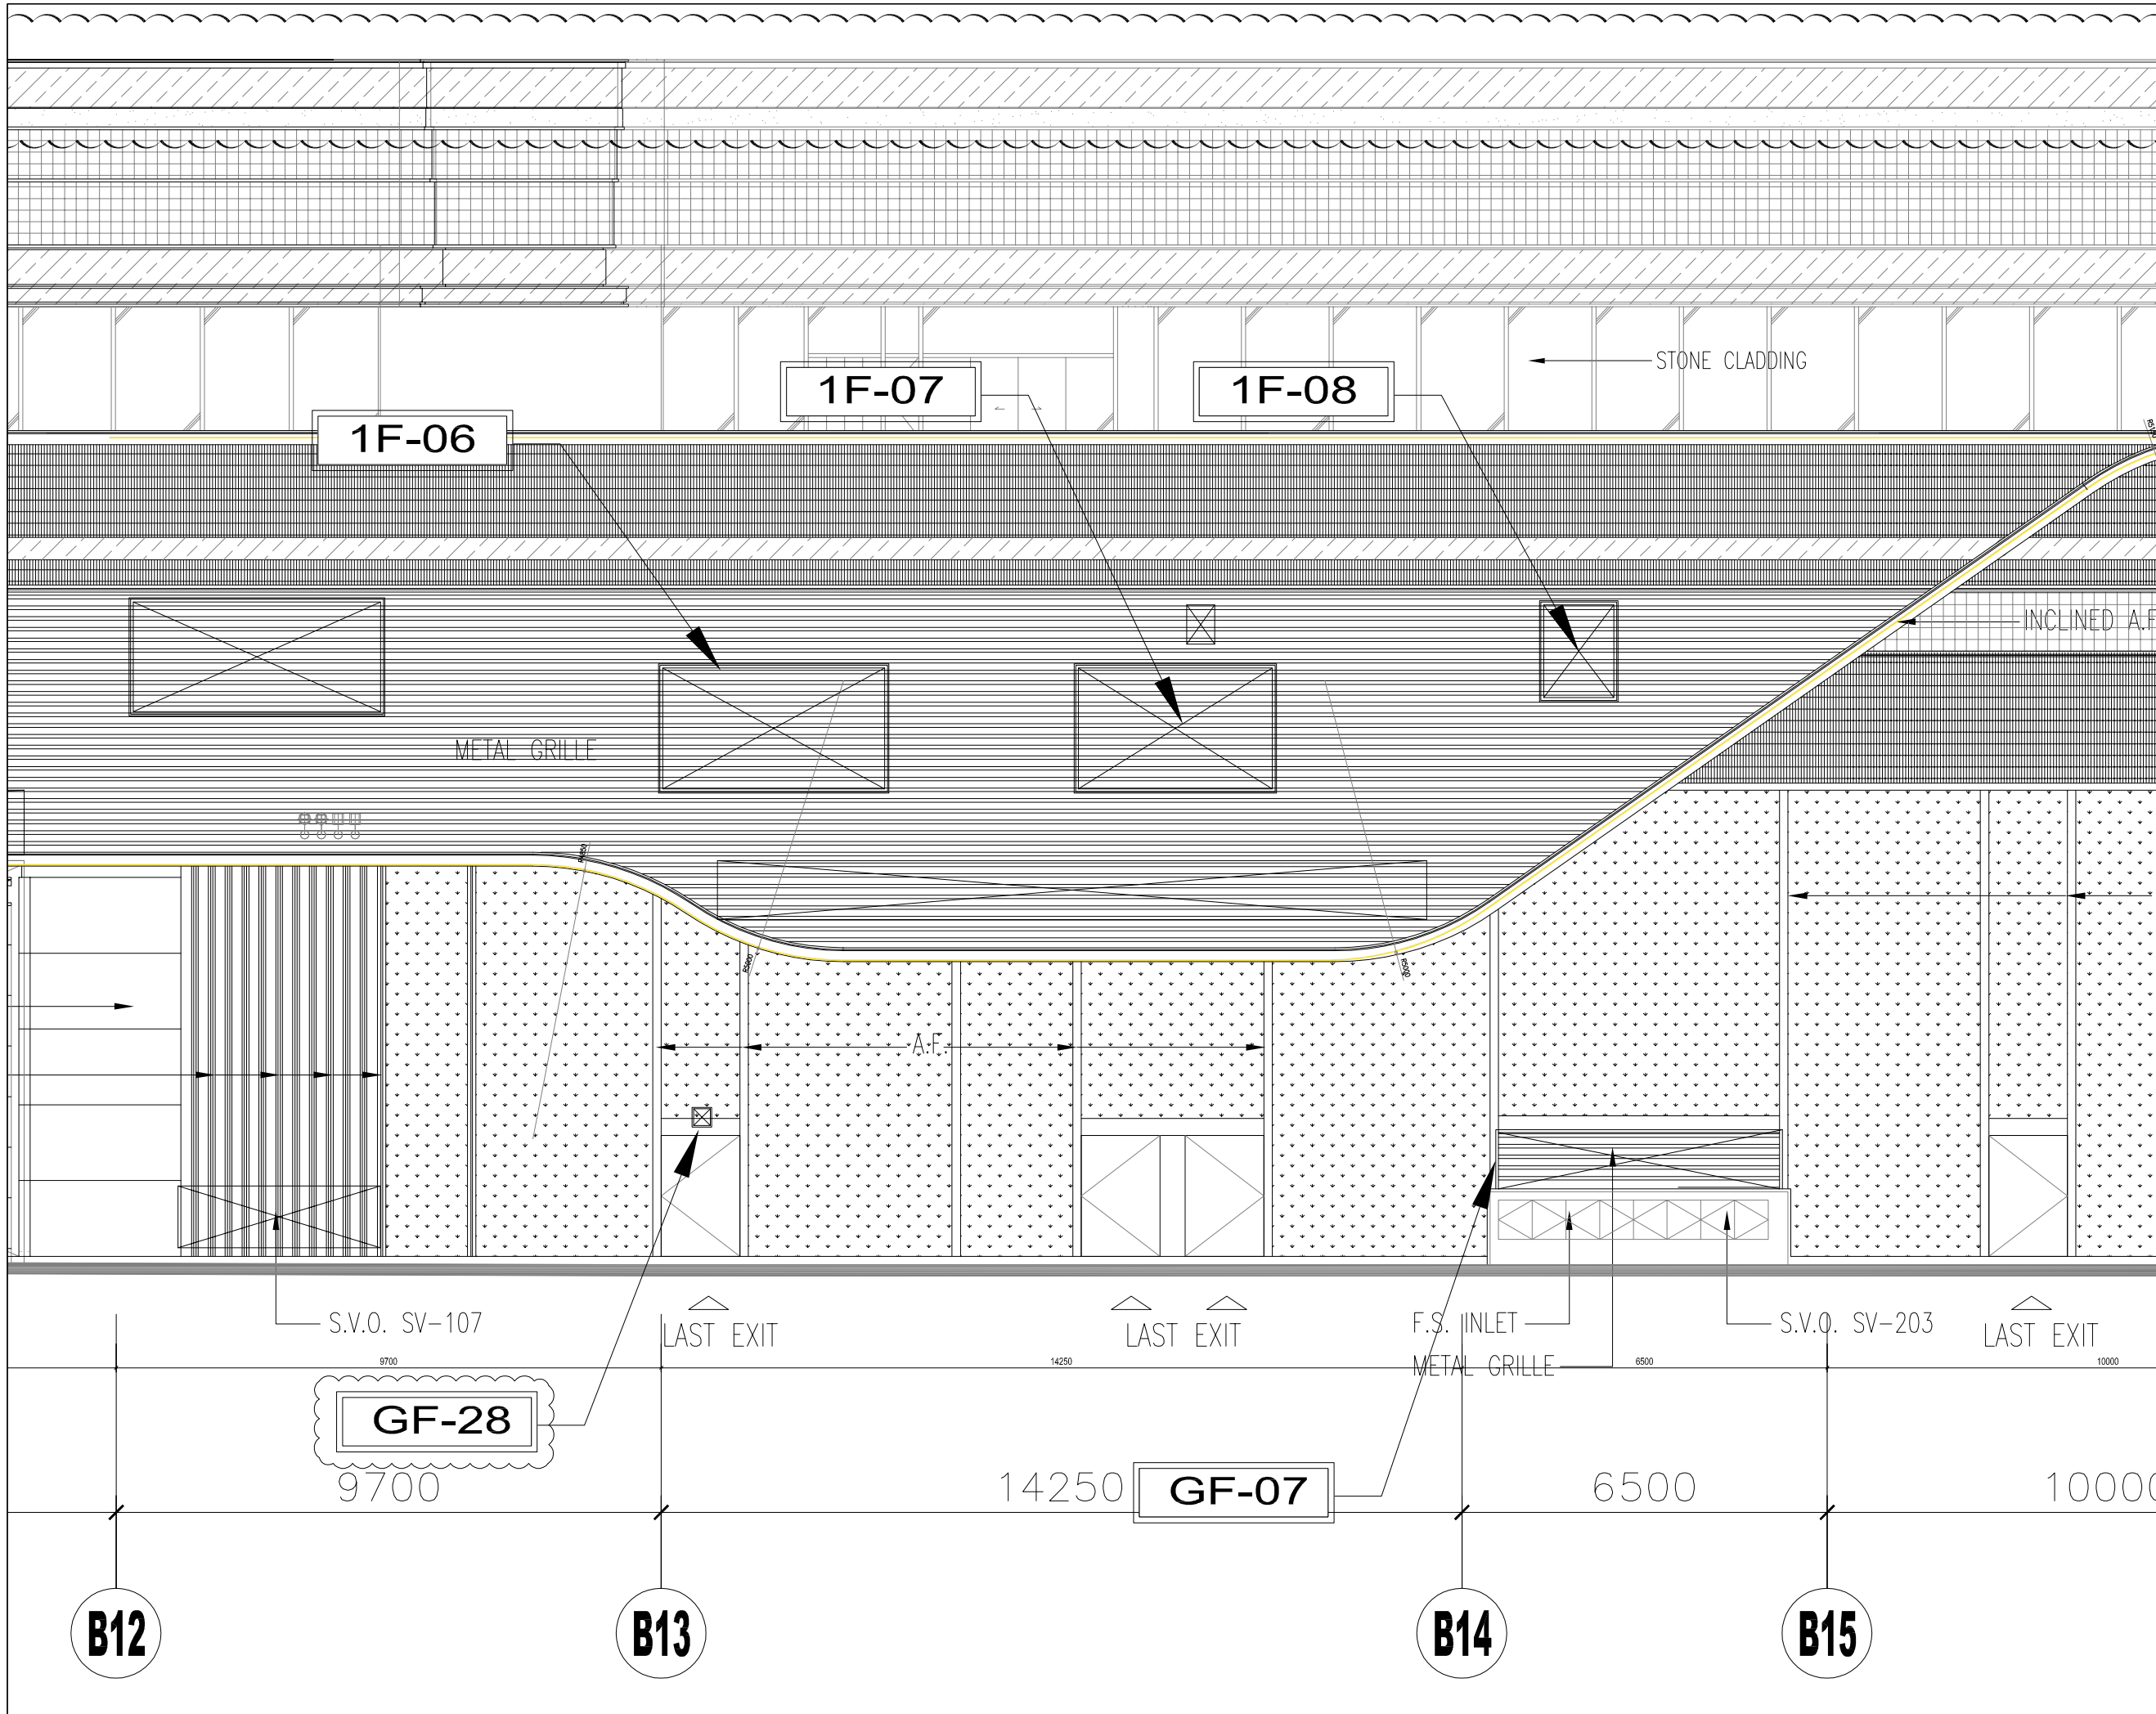 STONE CLADDING
1F-07
1F-08
1F-06
INCLINED A.F
METAL GRILLE
R5000
R5000
A.F.
S.V.O. SV-107
LAST EXIT
LAST EXIT
F.S. INLET
S.V.O. SV-203
LAST EXIT
METAL GRILLE
9700
14250
6500
10000
GF-28
GF-07
9700
14250
6500
10000
B12
B13
B14
B15